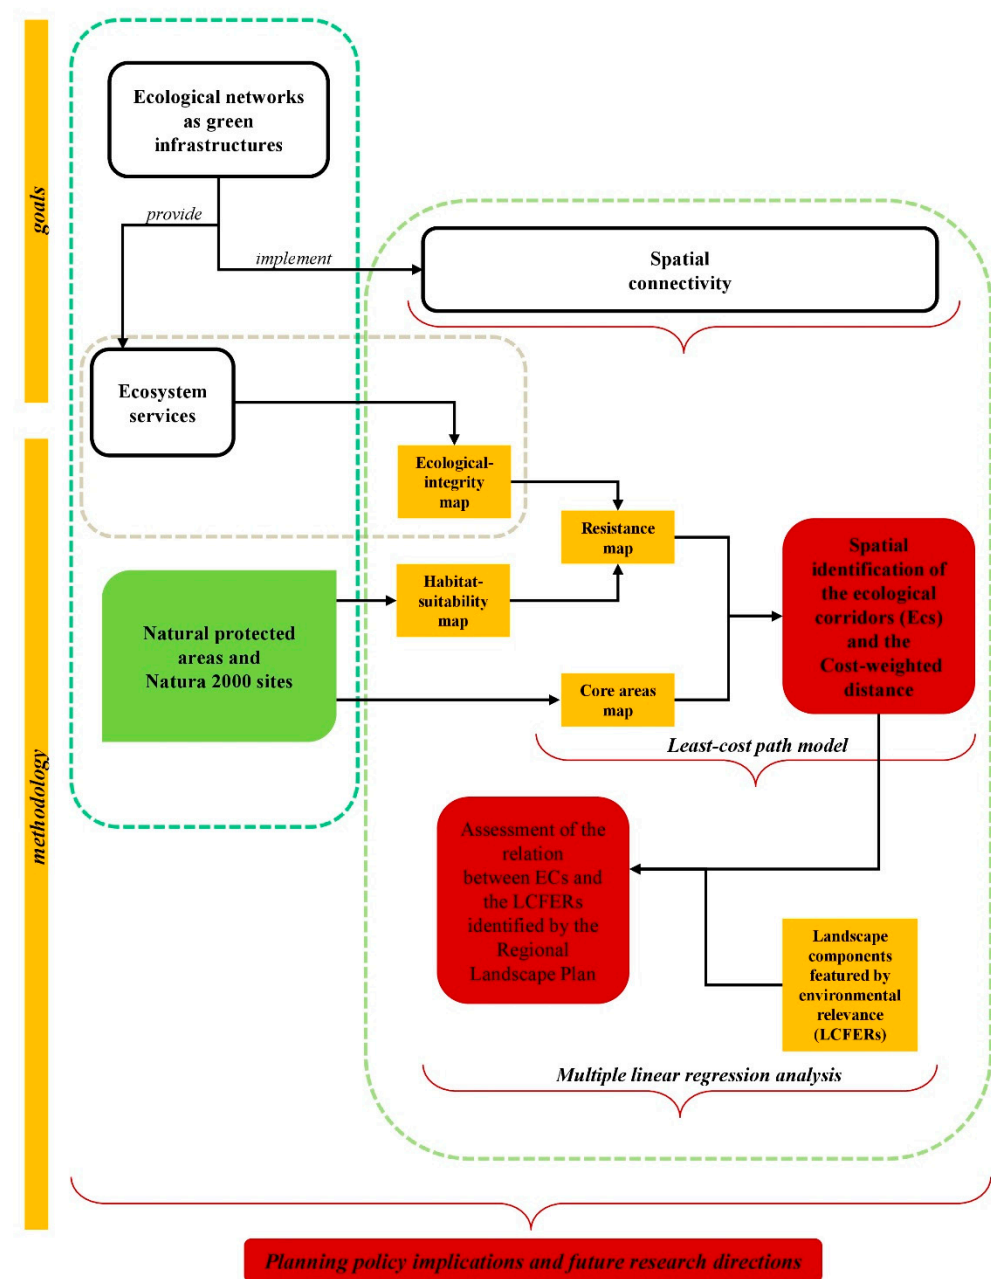 goals
Ecological networks
as green
infrastructures
provide
implement
Spatial
connectivity
Ecosystem
services
methodology
Ecological-
integrity
map
Resistance
map
Habitat-
suitability
map
Natural protected
areas and
Natura 2000 sites
Core areas
map
Spatial
identification of
the ecological
corridors (Ecs)
and the
Cost-weighted
distance
Least-cost path model
Assessment of the
relation
between ECs and
the LCFERs
identified by the
Regional
Landscape Plan
Landscape
components
featured by
environmental
relevance
(LCFERs)
Multiple linear regression analysis
Planning policy implications and future research directions